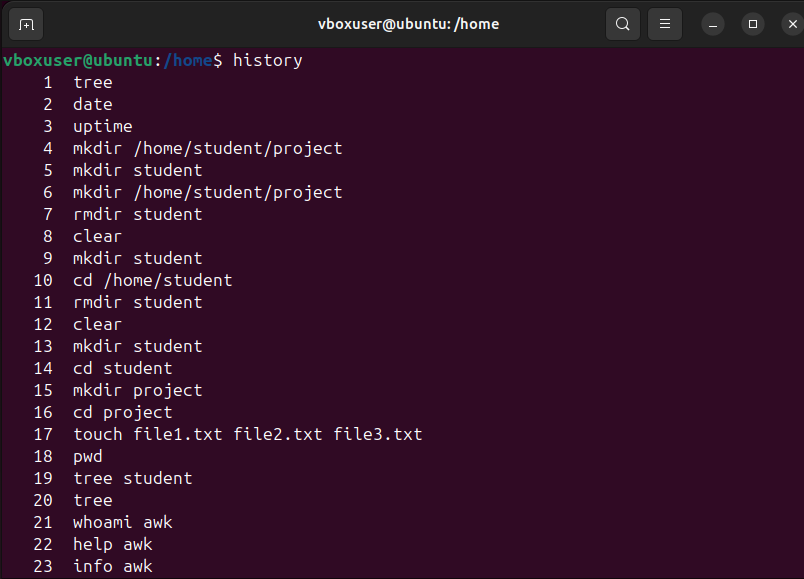 vboxuser@ubuntu: /home
vboxuser@ubuntu:/home$ history
1 tree
2 date
3 uptime
4 mkdir /home/student/project
5 mkdir student
6 mkdir /home/student/project
7 rmdir student
8 clear
9 mkdir student
10 cd /home/student
11 rmdir student
12 clear
13 mkdir student
14 cd student
15 mkdir project
16 cd project
17 touch file1.txt file2.txt file3.txt
18 pwd
19 tree student
20 tree
21 whoami awk
22 help awk
23 info awk